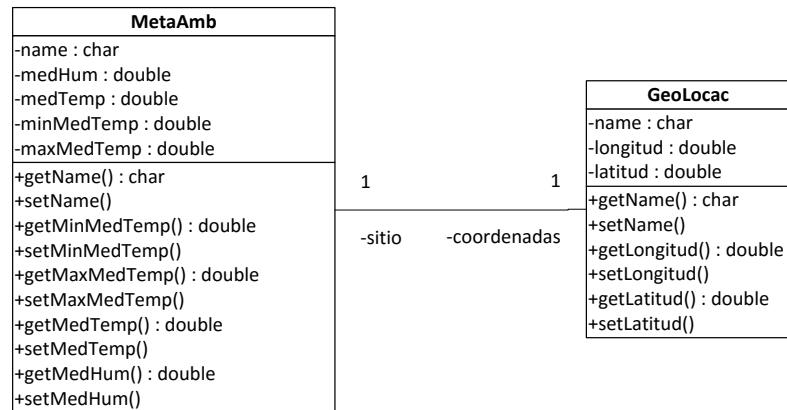 MetaAmb
-name : char
-medHum : double
-medTemp : double
-minMedTemp : double
-maxMedTemp : double
+getName() : char
+setName()
+getMinMedTemp() : double
+setMinMedTemp()
+getMaxMedTemp() : double
+setMaxMedTemp()
+getMedTemp() : double
+setMedTemp()
+getMedHum() : double
+setMedHum()
1
1
-sitio
-coordenadas
GeoLocac
-name : char
-longitud : double
-latitud : double
+getName() : char
+setName()
+getLongitud() : double
+setLongitud()
+getLatitud() : double
+setLatitud()